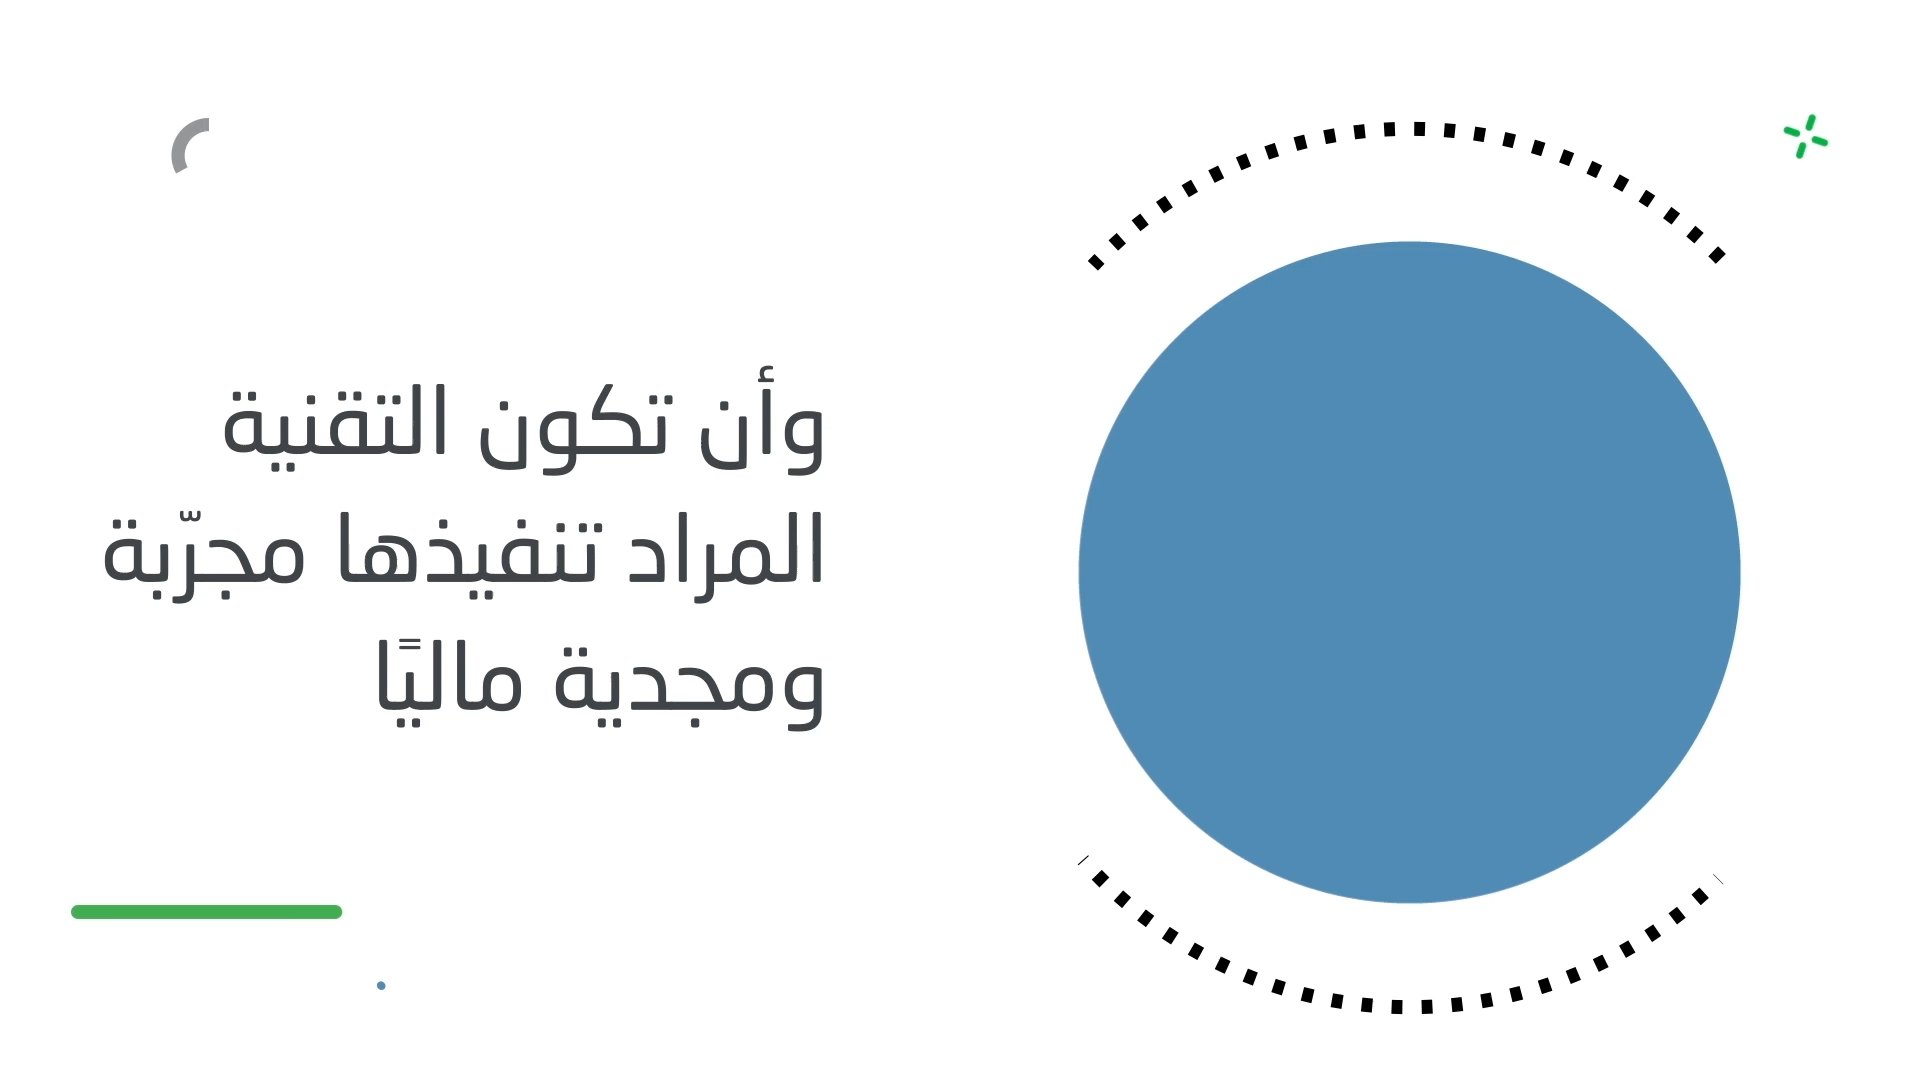 وأن تكون التقنية
المراد تنفيذها مجرّبة
ومجدية ماليًا